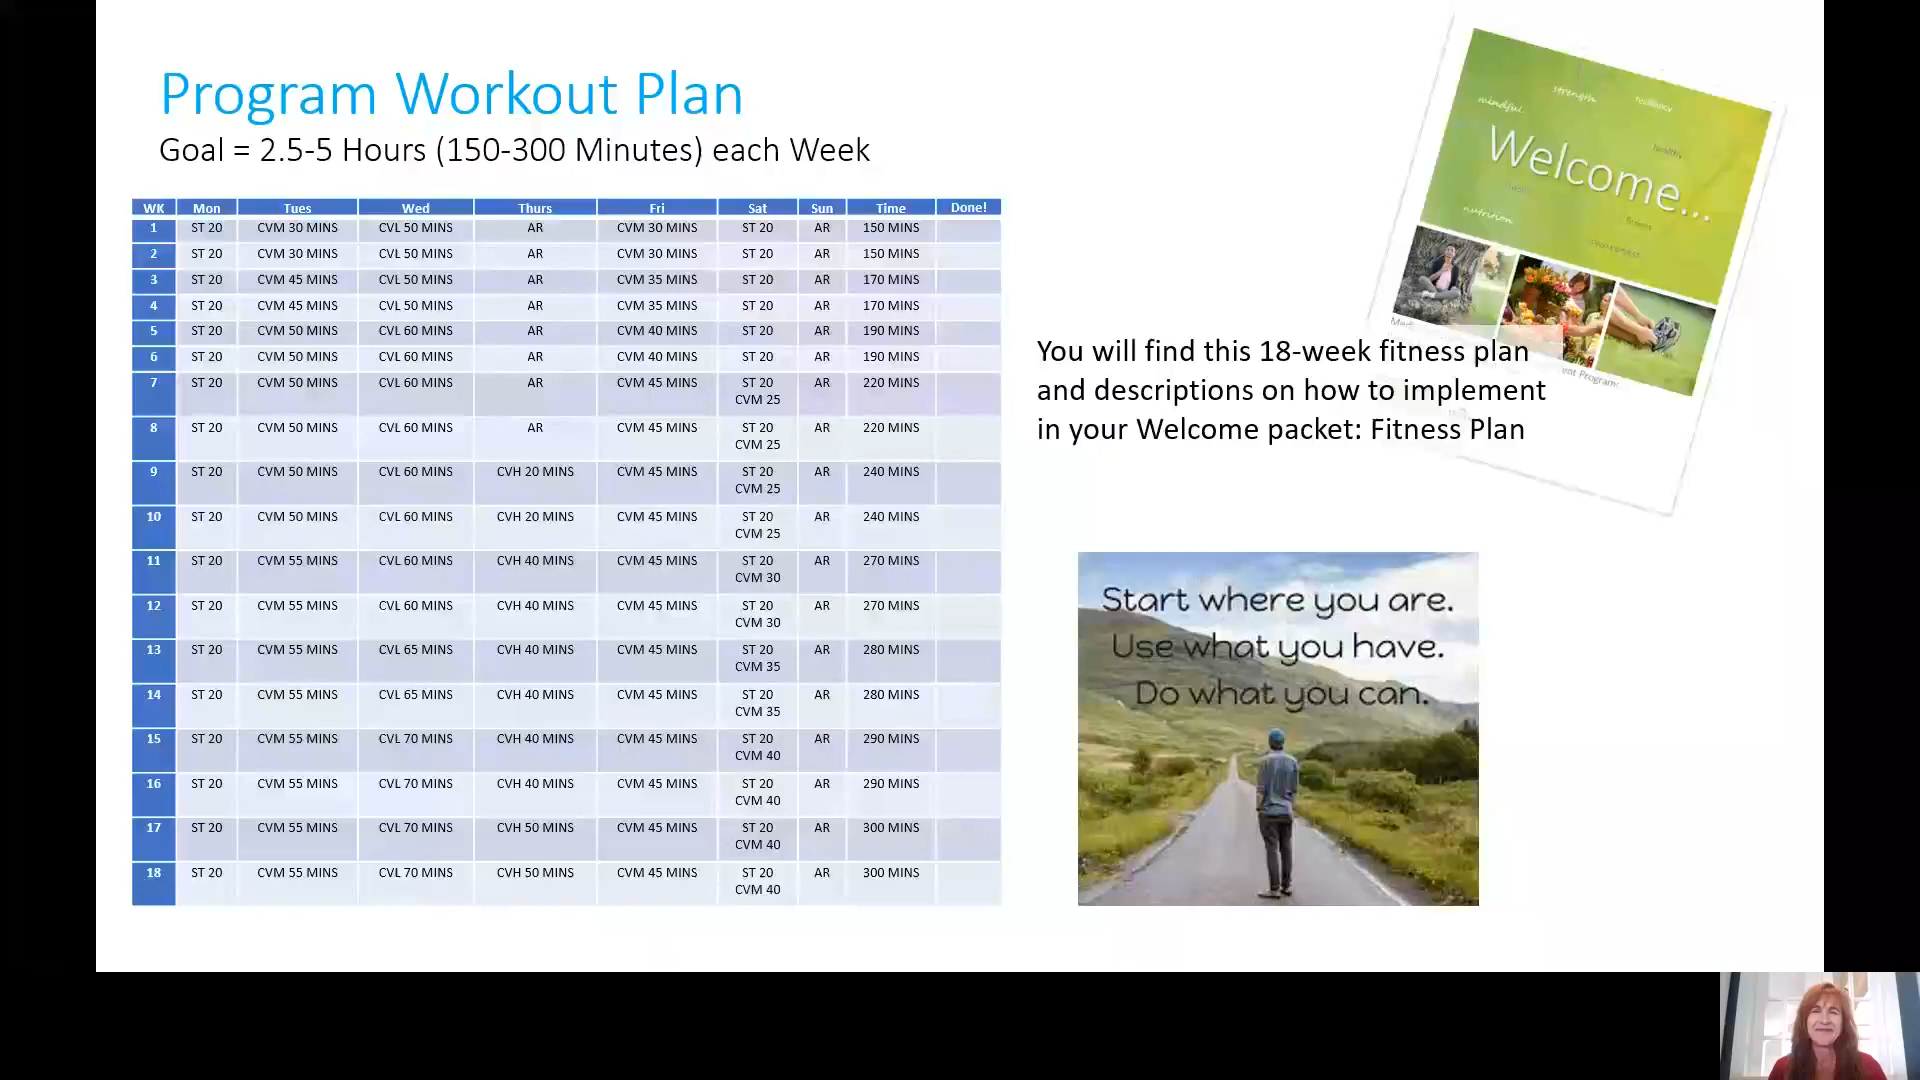 Program Workout Plan
Goal = 2.5-5 Hours (150-300 Minutes) each Week
WK Mon Tues Wed Thurs Fri Sat Sun Time Done!
1 ST 20 CVM 30 MINS CVL 50 MINS AR CVM 30 MINS ST 20 AR 150 MINS
2 ST 20 CVM 30 MINS CVL 50 MINS AR CVM 30 MINS ST 20 AR 150 MINS
3 ST 20 CVM 45 MINS CVL 50 MINS AR CVM 35 MINS ST 20 AR 170 MINS
4 ST 20 CVM 45 MINS CVL 50 MINS AR CVM 35 MINS ST 20 AR 170 MINS
5 ST 20 CVM 50 MINS CVL 60 MINS AR CVM 40 MINS ST 20 AR 190 MINS
6 ST 20 CVM 50 MINS CVL 60 MINS AR CVM 40 MINS ST 20 AR 190 MINS
7 ST 20 CVM 50 MINS CVL 60 MINS AR CVM 45 MINS ST 20 AR 220 MINS
CVM 25
8 ST 20 CVM 50 MINS CVL 60 MINS AR CVM 45 MINS ST 20 AR 220 MINS
CVM 25
9 ST 20 CVM 50 MINS CVL 60 MINS CVH 20 MINS CVM 45 MINS ST 20 AR 240 MINS
CVM 25
10 ST 20 CVM 50 MINS CVL 60 MINS CVH 20 MINS CVM 45 MINS ST 20 AR 240 MINS
CVM 25
11 ST 20 CVM 55 MINS CVL 60 MINS CVH 40 MINS CVM 45 MINS ST 20 AR 270 MINS
CVM 30
12 ST 20 CVM 55 MINS CVL 60 MINS CVH 40 MINS CVM 45 MINS ST 20 AR 270 MINS
CVM 30
13 ST 20 CVM 55 MINS CVL 65 MINS CVH 40 MINS CVM 45 MINS ST 20 AR 280 MINS
CVM 35
14 ST 20 CVM 55 MINS CVL 65 MINS CVH 40 MINS CVM 45 MINS ST 20 AR 280 MINS
CVM 35
15 ST 20 CVM 55 MINS CVL 70 MINS CVH 40 MINS CVM 45 MINS ST 20 AR 290 MINS
CVM 40
16 ST 20 CVM 55 MINS CVL 70 MINS CVH 40 MINS CVM 45 MINS ST 20 AR 290 MINS
CVM 40
17 ST 20 CVM 55 MINS CVL 70 MINS CVH 50 MINS CVM 45 MINS ST 20 AR 300 MINS
CVM 40
18 ST 20 CVM 55 MINS CVL 70 MINS CVH 50 MINS CVM 45 MINS ST 20 AR 300 MINS
CVM 40
strength
mindful
healthy
Welcome...
nutrition
You will find this 18-week fitness plan
and descriptions on how to implement
in your Welcome packet: Fitness Plan
Start where you are.
Use what you have.
Do what you can.